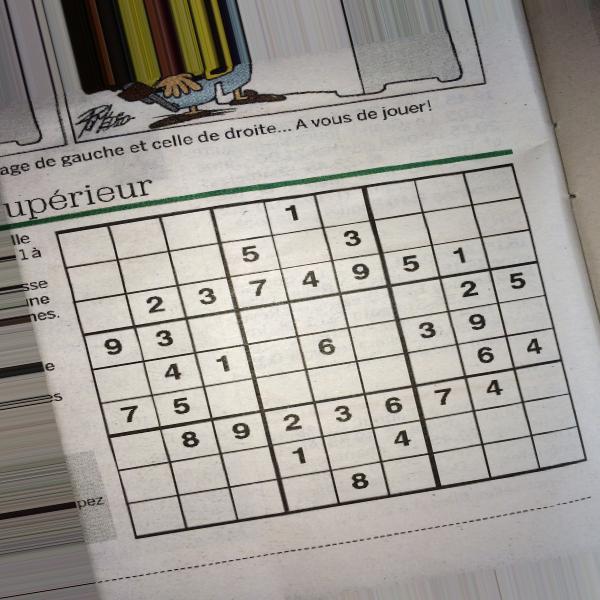 age de gauche et celle de droite... A vous de jouer!
upérieur
lle
1 à
sse
ne
nes.
e
es
pez
1
5 3
2 3 7 4 9 5 1
9 3 2 5
4 1 6 3 9
7 5 6 4
8 9 2 3 6 7 4
1 4
8